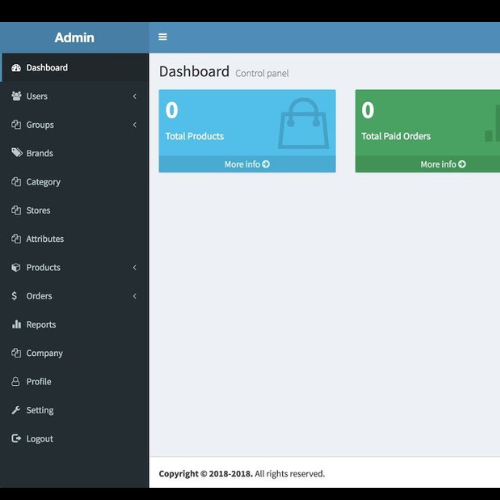 Admin
Dashboard
Users
Groups
Brands
Category
Stores
Attributes
Products
Orders
Reports
Company
Profile
Setting
Logout
Dashboard Control panel
0
Total Products
More info
0
Total Paid Orders
More info
Copyright © 2018-2018. All rights reserved.